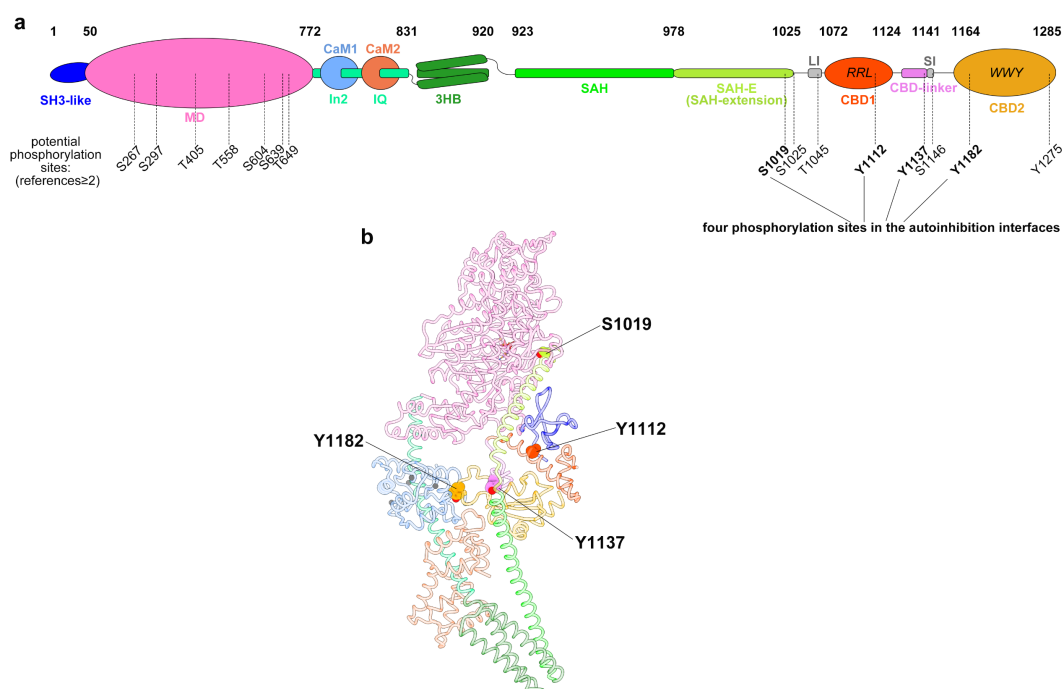 a
1 50 772 831 920 923 978 1025 1072 1124 1141 1164 1285
CaM1 CaM2 LI SI
RRL WWY
SH3-like MD In2 IQ 3HB SAH SAH-E CBD1 CBD-linker CBD2
(SAH-extension)
potential
phosphorylation
sites:
(references≥2)
S267 S297 T405 T558 S604 S639 T649 S1019 S1025 T1045 Y1112 Y1137 S1146 Y1182 Y1275
four phosphorylation sites in the autoinhibition interfaces
b
S1019
Y1112
Y1182
Y1137